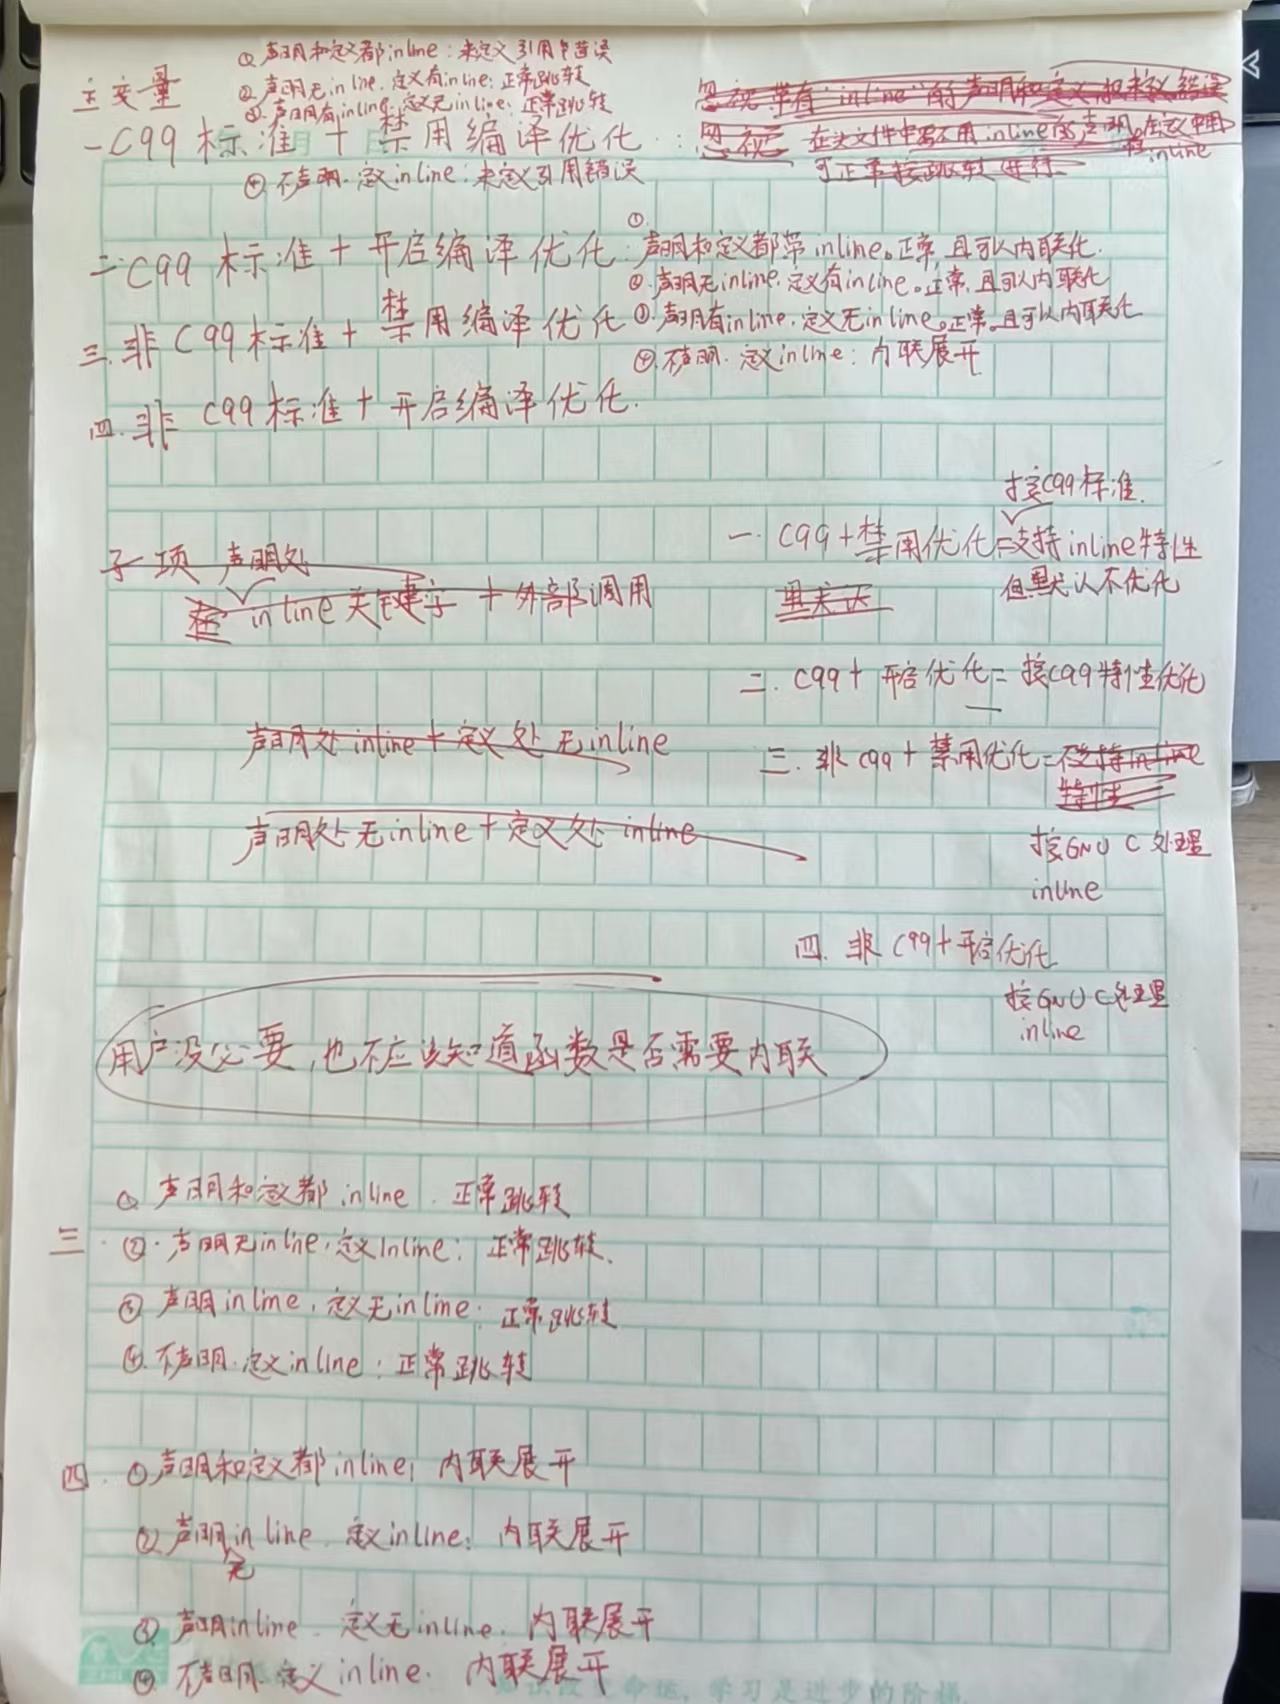 主变量
① 声明和定义都inline：未定义引用错误
② 声明无inline，定义有inline：正常跳转
③ 声明有inline，定义无inline：正常跳转
一C99标准＋禁用编译优化：忽视
④ 不声明·定义inline：未定义引用错误
忽视带有"inline"的声明和定义
在头文件中写不用inline的声明，在定义中用inline
可正常按跳转进行
二.C99标准＋开启编译优化：
① 声明和定义都带inline。正常，且可以内联化.
②.声明无inline.定义有inline。正常,且可以内联化
三.非C99标准＋禁用编译优化
③.声明有inline.定义无inline。正常。且可以内联化
④.不声明.定义inline：内联展开
四.非C99标准＋开启编译优化.
按C99标准.
一.C99＋禁用优化=支持inline特性
但默认不优化
子项 声明处
inline关键字＋外部调用
二.C99＋开启优化=按C99特性优化
声明处inline＋定义处无inline
三.非C99＋禁用优化=不支持inline
特性
声明处无inline＋定义处inline
按GNU C处理
inline
四.非C99＋开启优化
按GNU C处理
inline
用户没必要,也不应该知道函数是否需要内联
三.
① 声明和定义都inline.正常跳转
②.声明无inline,定义inline：正常跳转.
③ 声明inline.定义无inline：正常跳转
④.不声明.定义inline：正常跳转
四.①声明和定义都inline：内联展开
② 声明无inline.定义inline：内联展开
③ 声明inline.定义无inline.内联展开
④ 不声明.定义inline.内联展开
命运，学习是进步的阶梯